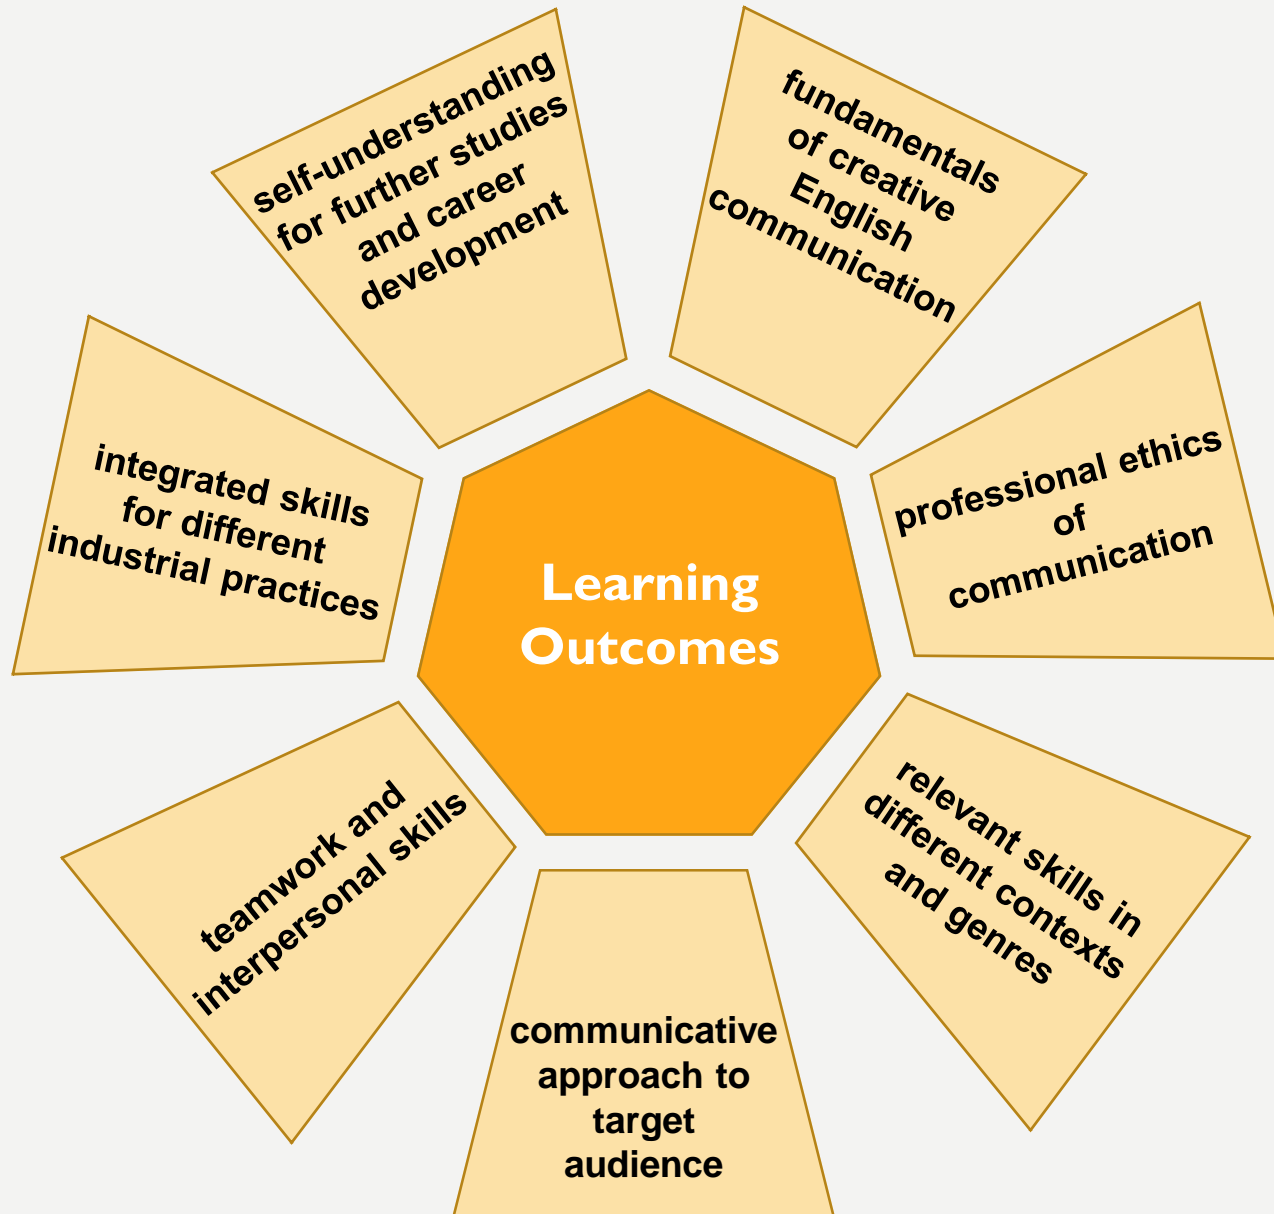 Learning
Outcomes
fundamentals
of creative
English
communication
professional ethics
of
communication
relevant skills in
different contexts
and genres
communicative
approach to
target
audience
teamwork and
interpersonal skills
integrated skills
for different
industrial practices
self-understanding
for further studies
and career
development